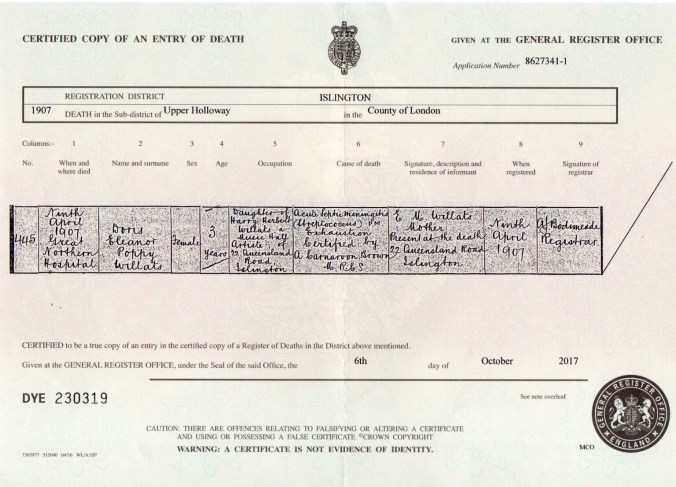 CERTIFIED COPY OF AN ENTRY OF DEATH
GIVEN AT THE GENERAL REGISTER OFFICE
Application Number 8627341-1
REGISTRATION DISTRICT ISLINGTON
1907 DEATH in the Sub-district of Upper Holloway in the County of London
Columns:- 1 2 3 4 5 6 7 8 9
No. When and where died Name and surname Sex Age Occupation Cause of death Signature, description and residence of informant When registered Signature of registrar
445
Ninth
April
1907
Great
Northern
Hospital
Doris
Eleanor
Poppy
Willats
Female
3
years
Daughter of
Harry Herbert
Willats a
Music Hall
Artiste of
22 Queensland
Road
Islington
Acute Septic Meningitis
(Streptococcus)
Exhaustion
Certified by
A Carnarvon Brown
M.R.C.S
E M Willats
Mother
Present at the death
22 Queensland Road
Islington
Ninth
April
1907
Registrar
CERTIFIED to be a true copy of an entry in the certified copy of a Register of Deaths in the District above mentioned.
Given at the GENERAL REGISTER OFFICE, under the Seal of the said Office, the 6th day of October 2017
DYE 230319
See note overleaf
CAUTION: THERE ARE OFFENCES RELATING TO FALSIFYING OR ALTERING A CERTIFICATE
AND USING OR POSSESSING A FALSE CERTIFICATE ©CROWN COPYRIGHT
WARNING: A CERTIFICATE IS NOT EVIDENCE OF IDENTITY.
GENERAL REGISTER OFFICE
ENGLAND
MCO